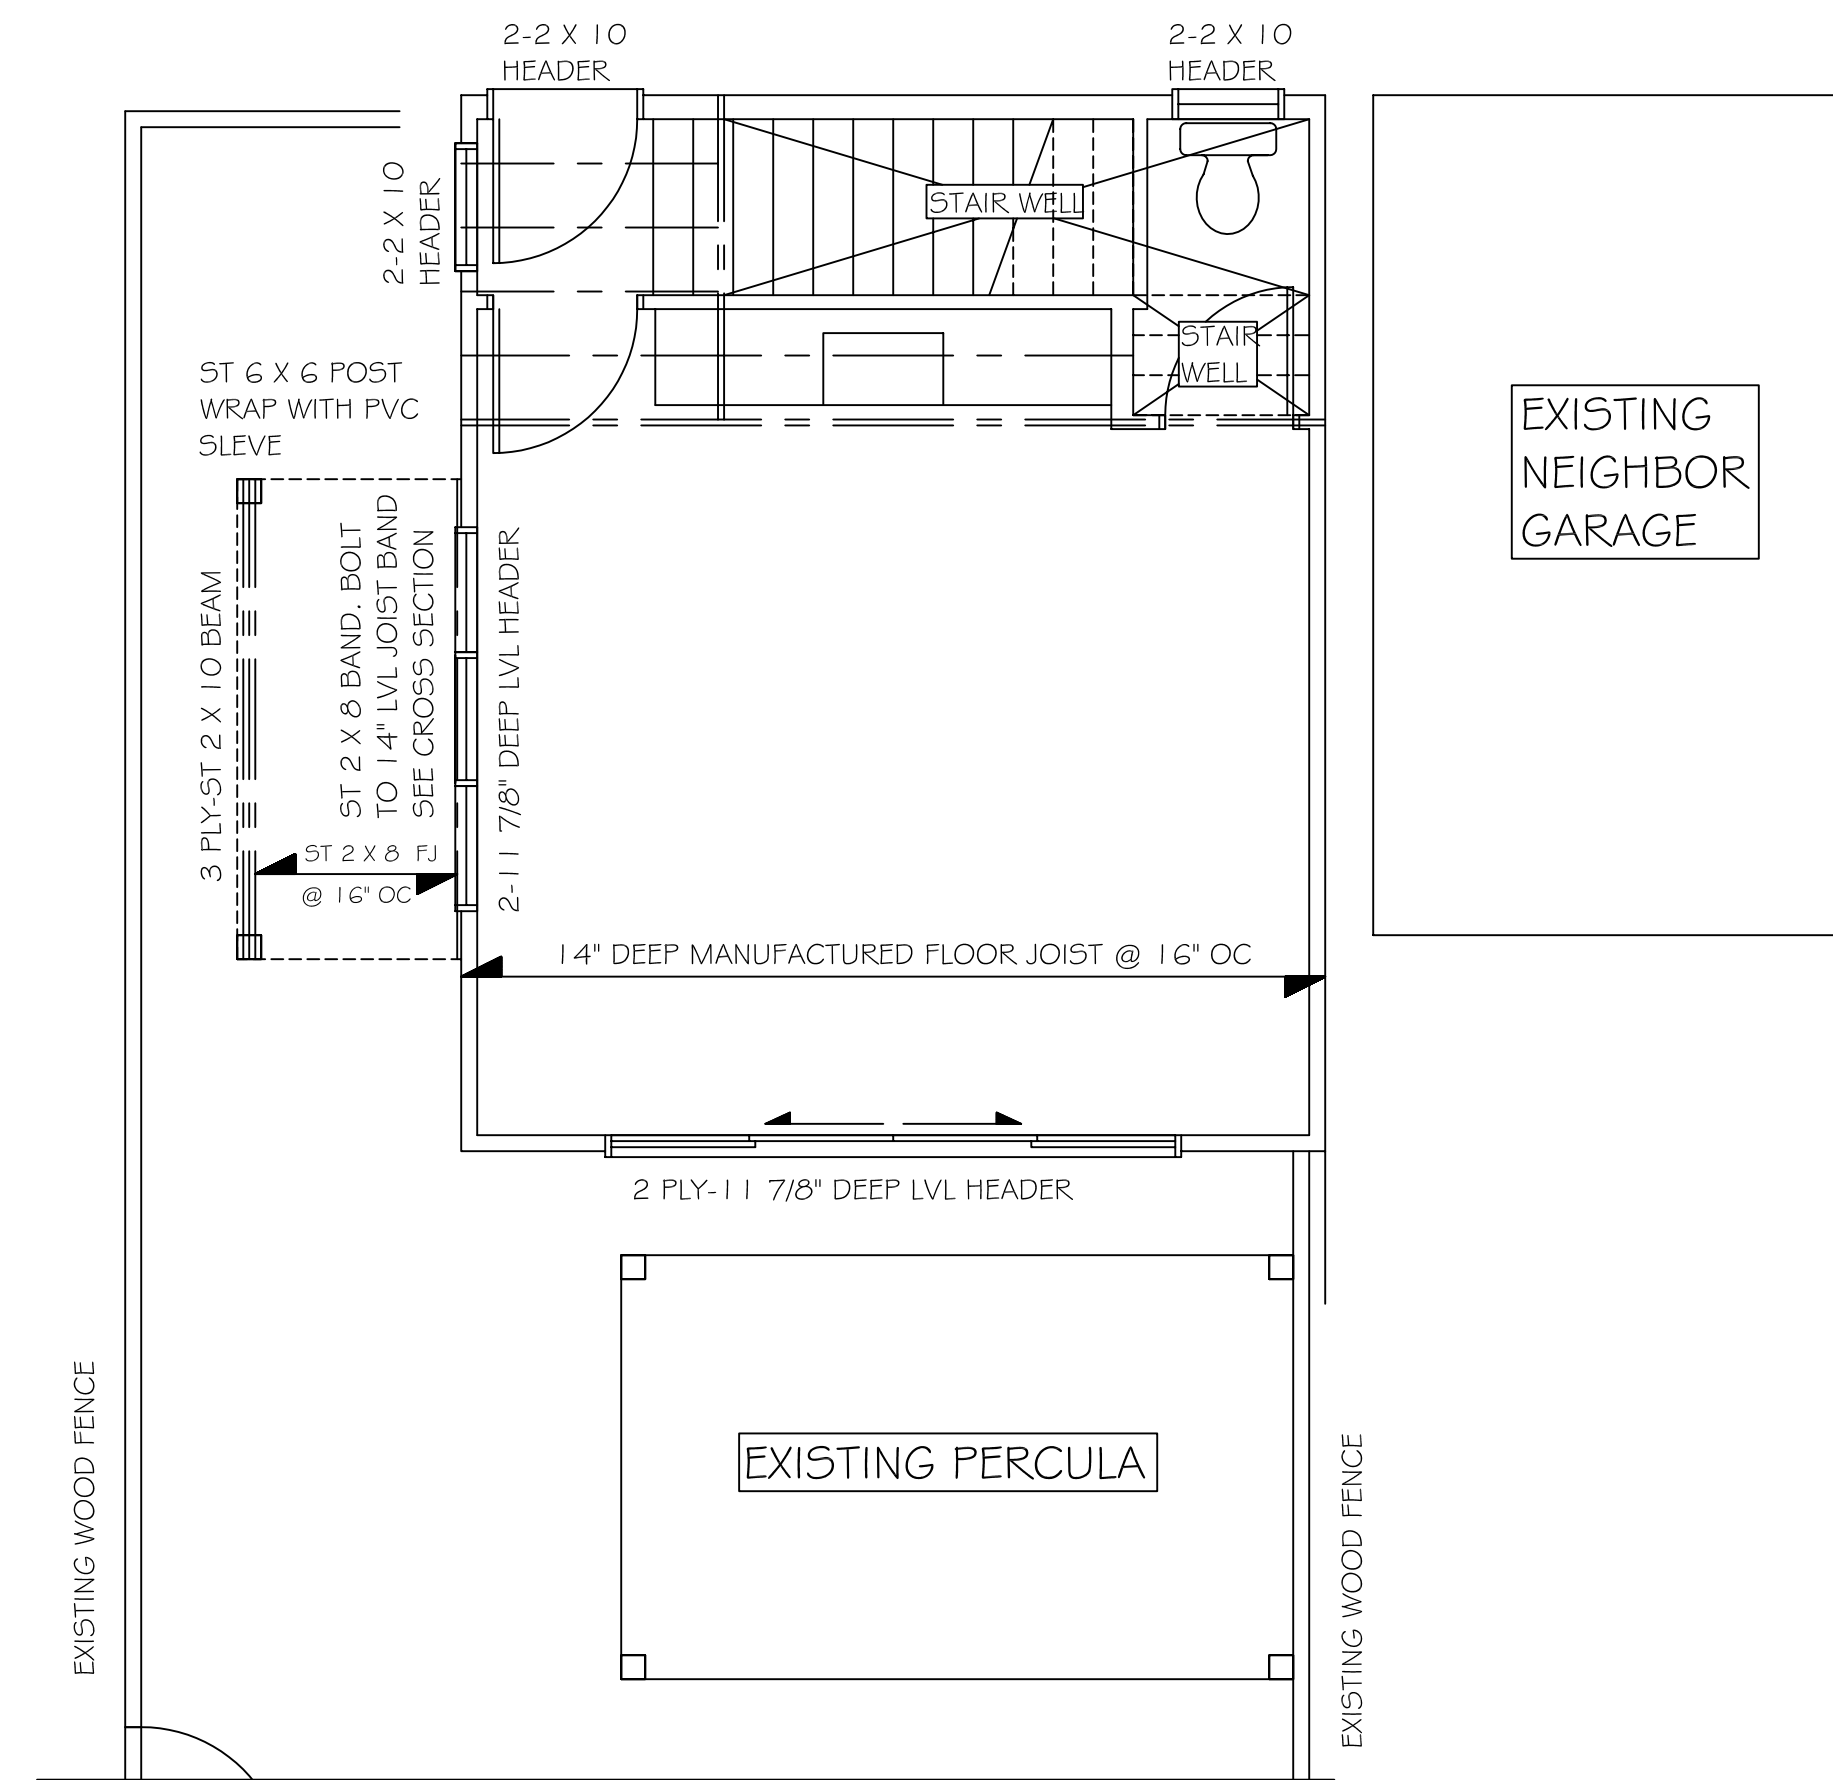 2-2 X 10
HEADER
2-2 X 10
HEADER
2-2 X 10
HEADER
STAIR WELL
STAIR
WELL
ST 6 X 6 POST
WRAP WITH PVC
SLEVE
EXISTING
NEIGHBOR
GARAGE
3 PLY-ST 2 X 10 BEAM
ST 2 X 8 BAND. BOLT
TO 14" LVL JOIST BAND
SEE CROSS SECTION
2-11 7/8" DEEP LVL HEADER
ST 2 X 8 FJ
@ 16" OC
14" DEEP MANUFACTURED FLOOR JOIST @ 16" OC
2 PLY-11 7/8" DEEP LVL HEADER
EXISTING PERCULA
EXISTING WOOD FENCE
EXISTING WOOD FENCE